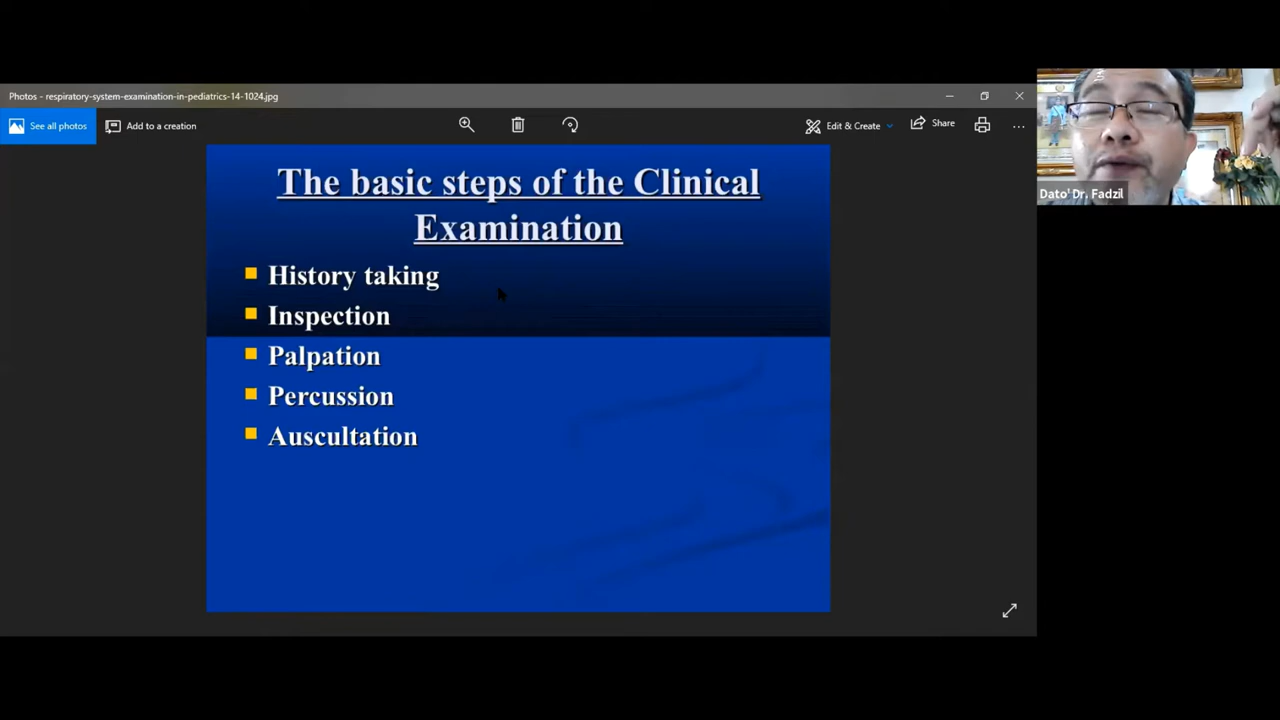 Photos - respiratory-system-examination-in-pediatrics-14-1024.jpg
See all photos
Add to a creation
Edit & Create
Share
The basic steps of the Clinical
Examination
History taking
Inspection
Palpation
Percussion
Auscultation
Dato' Dr. Fadzil